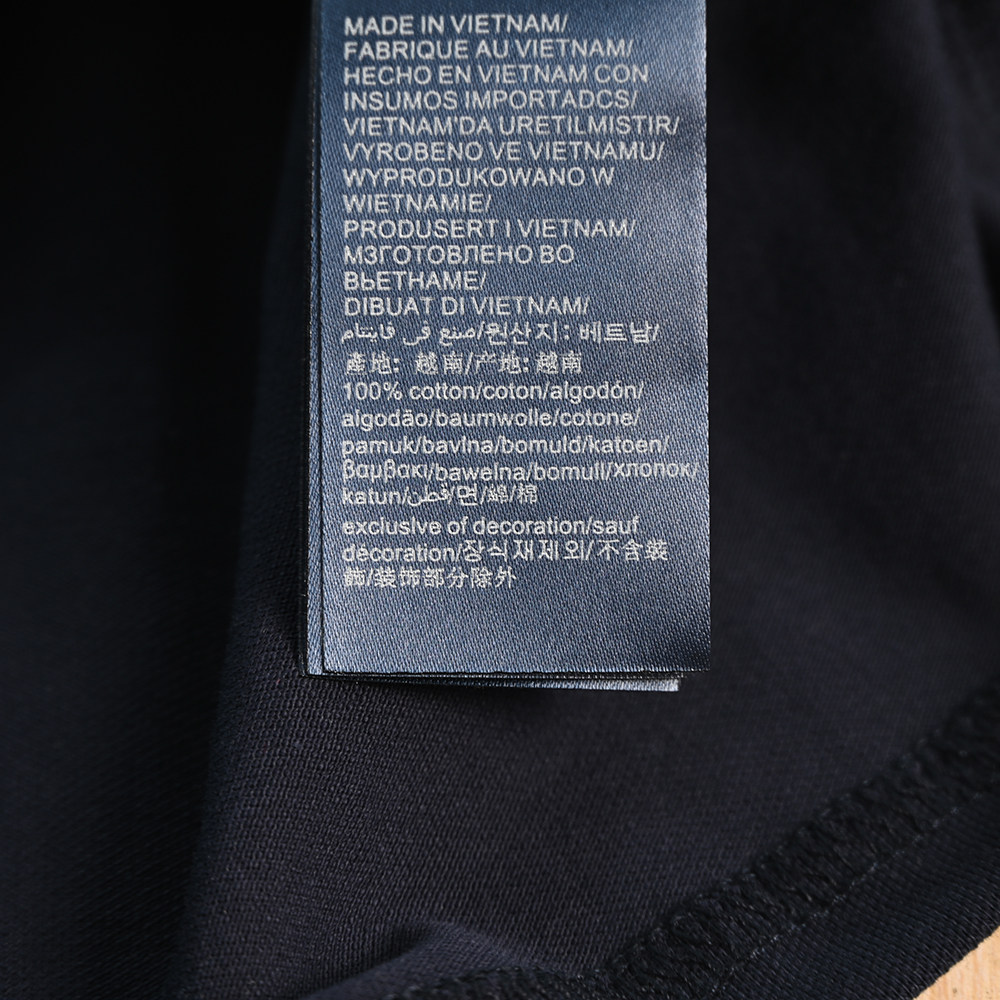 MADE IN VIETNAM/
FABRIQUE AU VIETNAM/
HECHO EN VIETNAM CON
INSUMOS IMPORTADCS/
VIETNAM'DA URETILMISTIR/
VYROBENO VE VIETNAMU/
WYPRODUKOWANO W
WIETNAMIE/
PRODUSERT I VIETNAM/
МЗГОТОВЛЕНО ВО
ВЬЕТНАМЕ/
DIBUAT DI VIETNAM/
صنع في فايتنام/원산지: 베트남/
產地: 越南/产地: 越南
100% cotton/coton/algodón/
algodão/baumwolle/cotone/
pamuk/bavlna/bomuld/katoen/
βαμβακι/bawelna/bomull/хлопок/
katun/قطن/면/綿/棉
exclusive of decoration/sauf
décoration/장식재제외/不含裝
飾/装饰部分除外